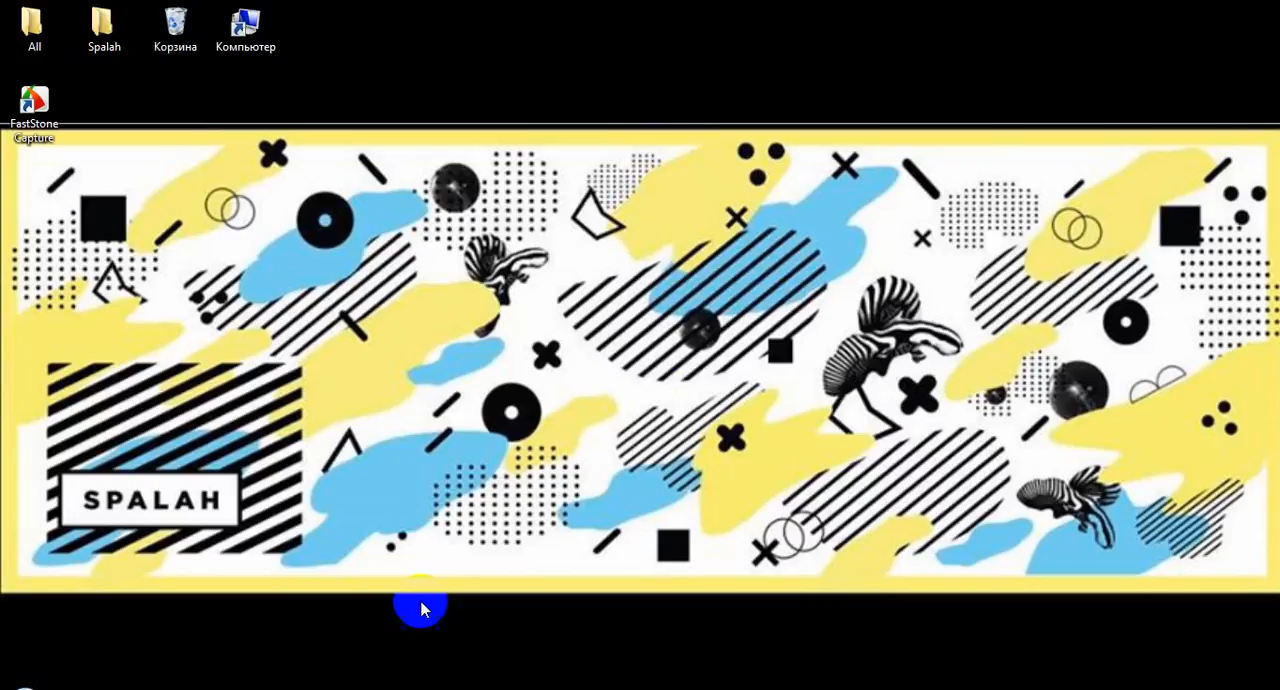 All
Spalah
Корзина
Компьютер
FastStone
Capture
SPALAH